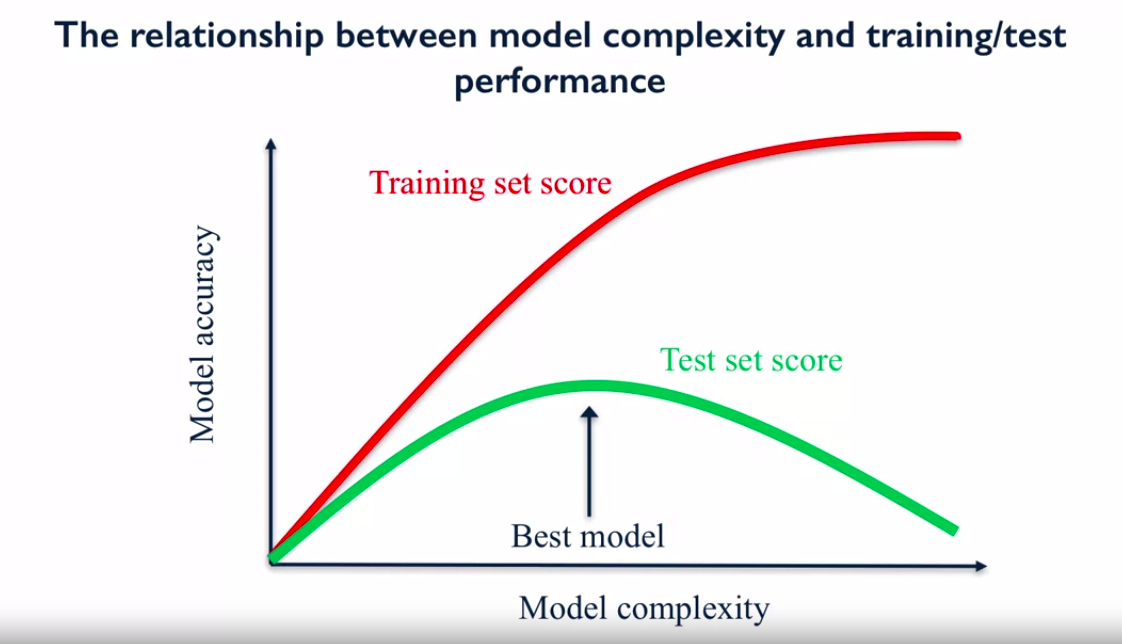 The relationship between model complexity and training/test
performance
Training set score
Model accuracy
Test set score
Best model
Model complexity